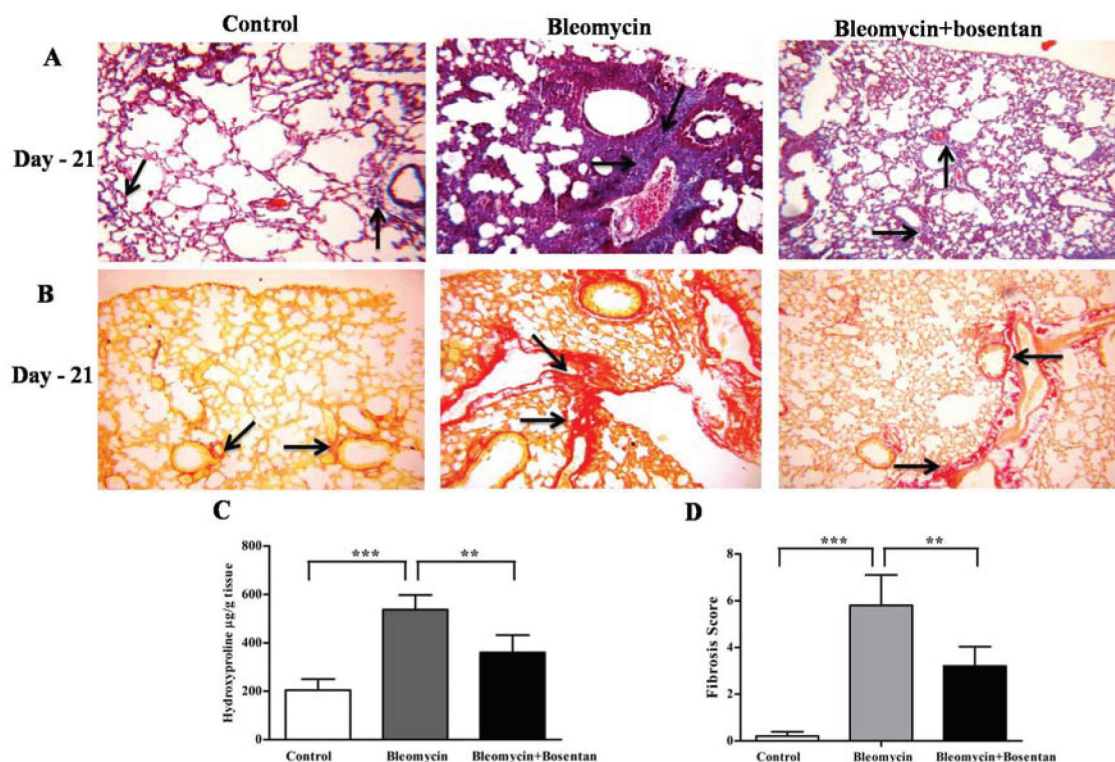 Control Bleomycin Bleomycin+bosentan
A
Day - 21
B
Day - 21
C
***
**
800
600
400
200
0
Hydroxyproline µg/g tissue
Control Bleomycin Bleomycin+Bosentan
D
***
**
8
6
4
2
0
Fibrosis Score
Control Bleomycin Bleomycin+Bosentan